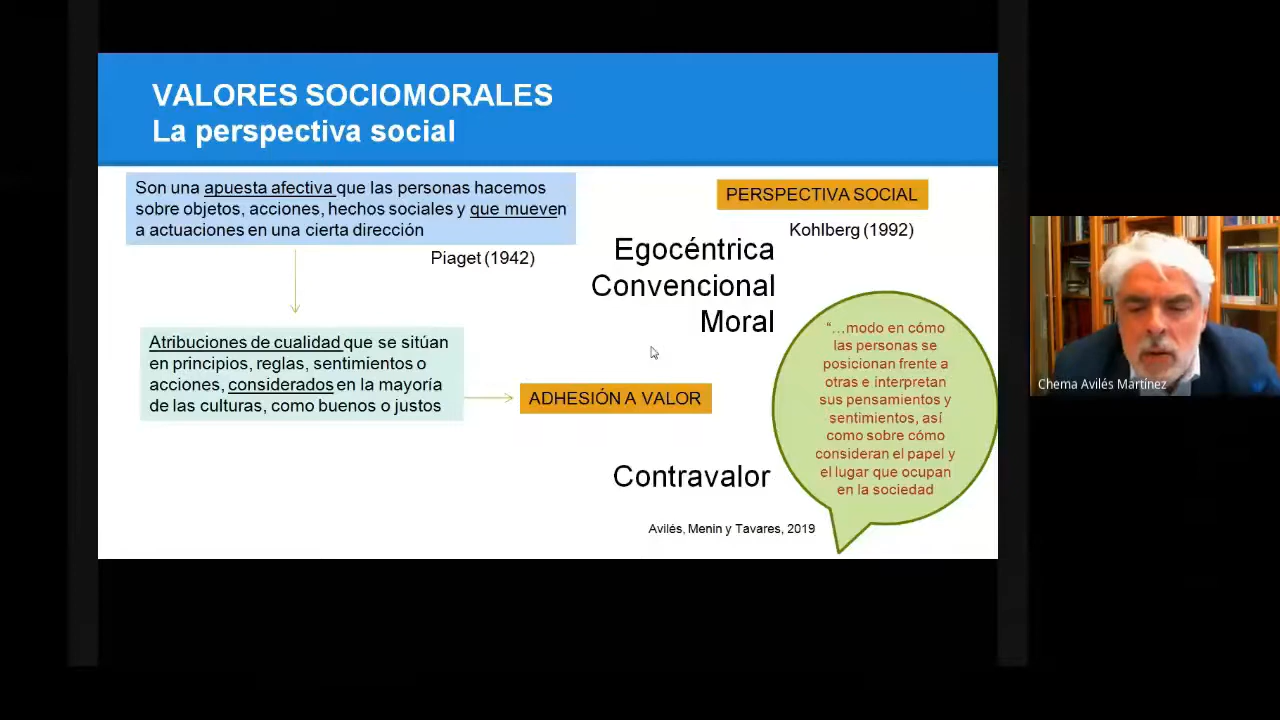 VALORES SOCIOMORALES
La perspectiva social
Son una apuesta afectiva que las personas hacemos
sobre objetos, acciones, hechos sociales y que mueven
a actuaciones en una cierta dirección
Piaget (1942)
Atribuciones de cualidad que se sitúan
en principios, reglas, sentimientos o
acciones, considerados en la mayoría
de las culturas, como buenos o justos
ADHESIÓN A VALOR
PERSPECTIVA SOCIAL
Kohlberg (1992)
Egocéntrica
Convencional
Moral
Contravalor
“…modo en cómo
las personas se
posicionan frente a
otras e interpretan
sus pensamientos y
sentimientos, así
como sobre cómo
consideran el papel y
el lugar que ocupan
en la sociedad
Avilés, Menin y Tavares, 2019
Chema Avilés Martínez